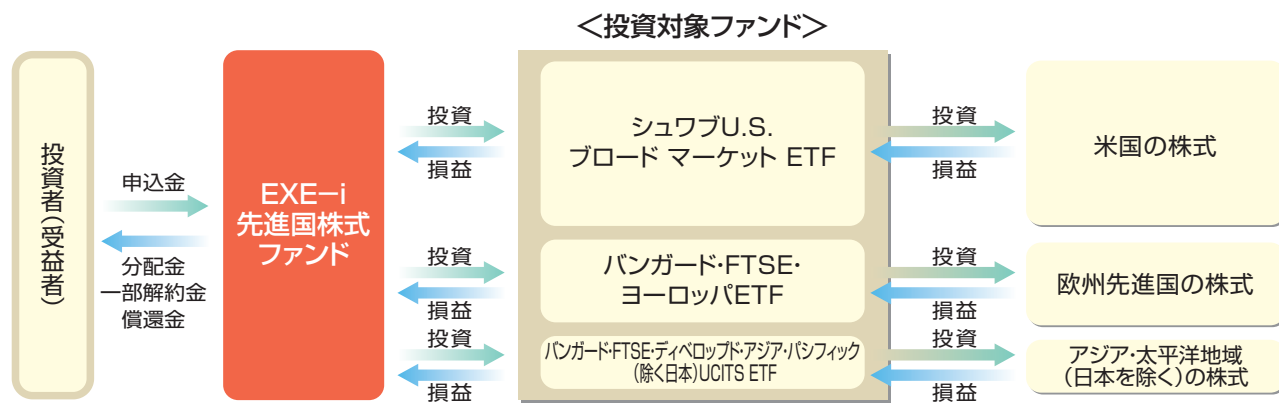 ＜投資対象ファンド＞
投資者（受益者）
申込金
分配金
一部解約金
償還金
EXE−i
先進国株式
ファンド
投資
損益
シュワブU.S.
ブロード マーケット ETF
投資
損益
米国の株式
投資
損益
バンガード・FTSE・
ヨーロッパETF
投資
損益
欧州先進国の株式
投資
損益
バンガード・FTSE・ディベロップド・アジア・パシフィック
（除く日本）UCITS ETF
投資
損益
アジア・太平洋地域
（日本を除く）の株式